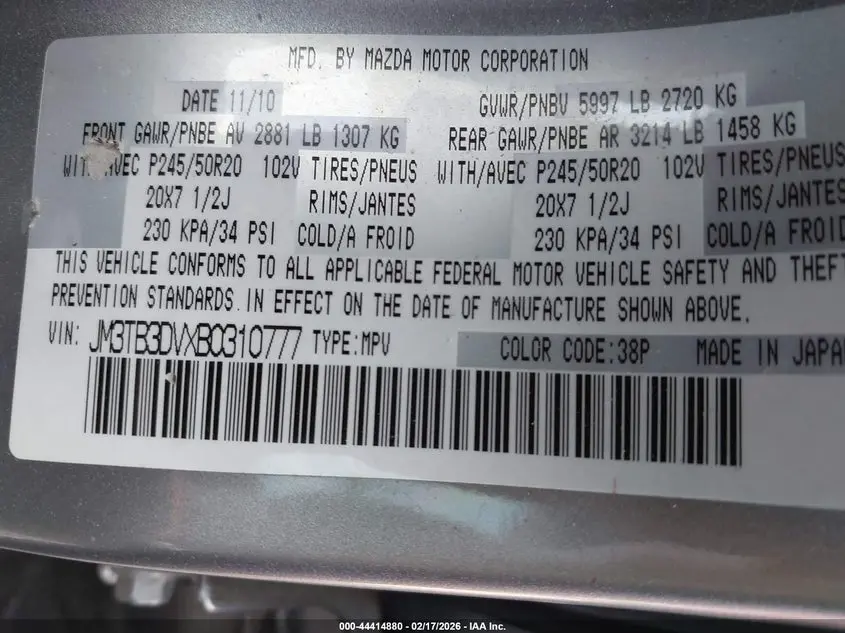 MFD. BY MAZDA MOTOR CORPORATION
DATE 11/10 GVWR/PNBV 5997 LB 2720 KG
FRONT GAWR/PNBE AV 2881 LB 1307 KG REAR GAWR/PNBE AR 3214 LB 1458 KG
WITH/AVEC P245/50R20 102V TIRES/PNEUS WITH/AVEC P245/50R20 102V TIRES/PNEUS
20X7 1/2J RIMS/JANTES 20X7 1/2J RIMS/JANTES
230 KPA/34 PSI COLD/A FROID 230 KPA/34 PSI COLD/A FROID
THIS VEHICLE CONFORMS TO ALL APPLICABLE FEDERAL MOTOR VEHICLE SAFETY AND THEFT
PREVENTION STANDARDS IN EFFECT ON THE DATE OF MANUFACTURE SHOWN ABOVE.
VIN: JM3TB3DVXB0310777 TYPE:MPV COLOR CODE:38P MADE IN JAPAN
000-44414880 - 02/17/2026 - IAA Inc.